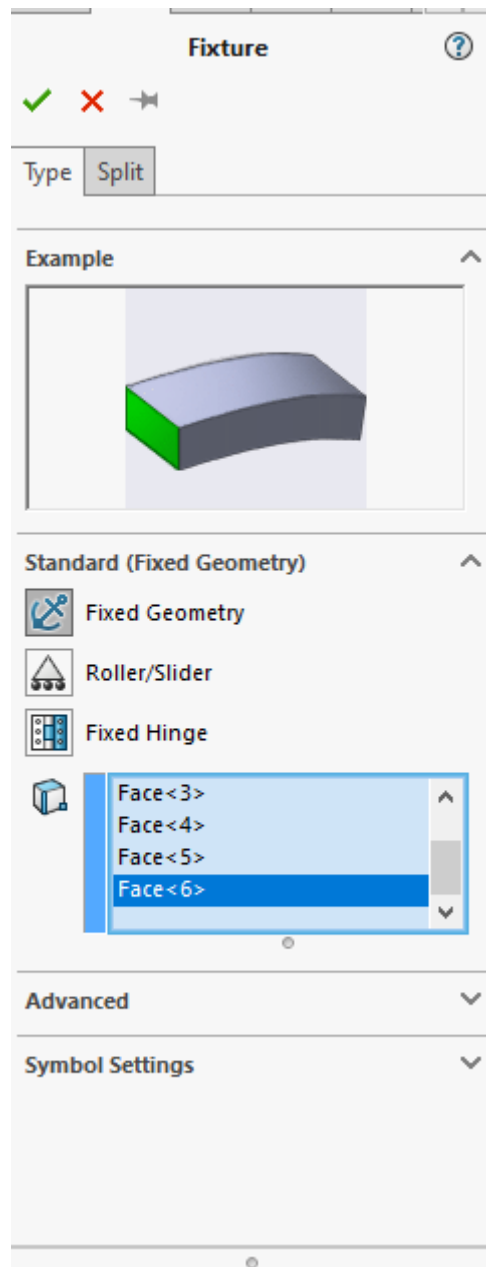 Fixture
?
Type Split
Example
Standard (Fixed Geometry)
Fixed Geometry
Roller/Slider
Fixed Hinge
Face<3>
Face<4>
Face<5>
Face<6>
Advanced
Symbol Settings